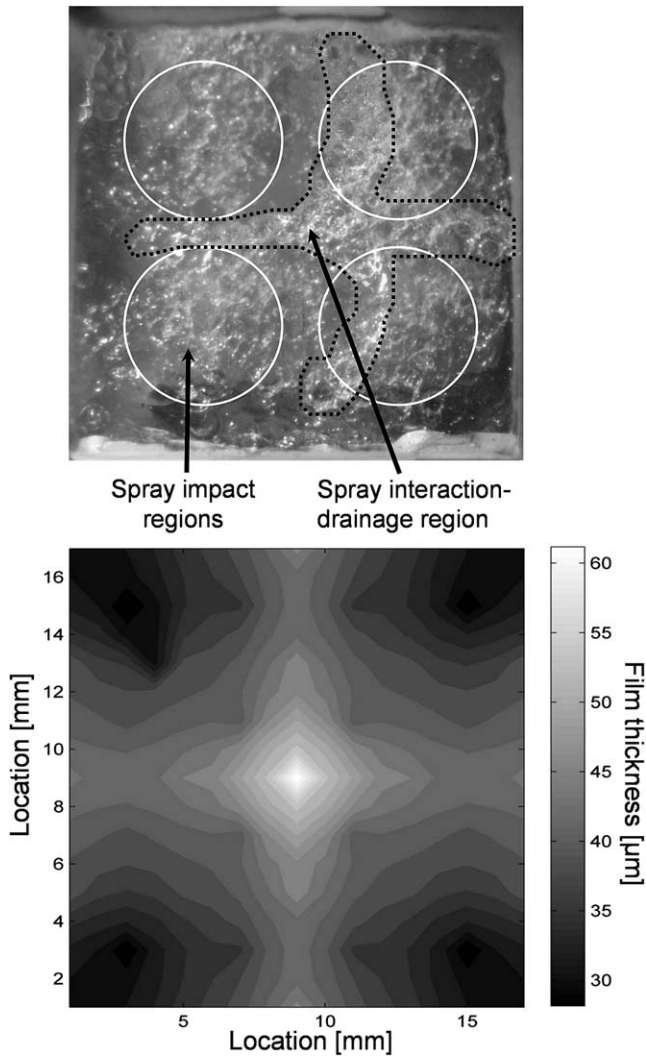 Spray impact
regions
Spray interaction-
drainage region
Location [mm]
16
14
12
10
8
6
4
2
5
10
15
Location [mm]
60
55
50
45
40
35
30
Film thickness [µm]